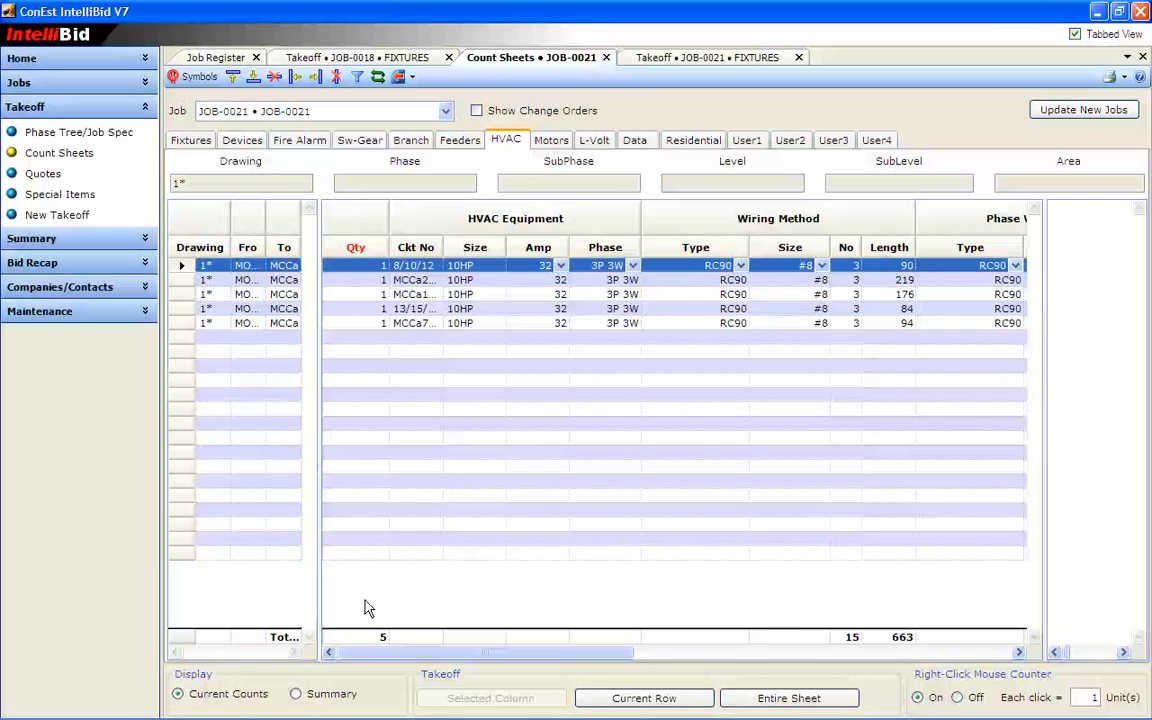 ConEst IntelliBid V7
IntelliBid
Tabbed View
Home
Jobs
Takeoff
Phase Tree/Job Spec
Count Sheets
Quotes
Special Items
New Takeoff
Summary
Bid Recap
Companies/Contacts
Maintenance
Job Register
Takeoff • JOB-0018 • FIXTURES
Count Sheets • JOB-0021
Takeoff • JOB-0021 • FIXTURES
Symbols
Job JOB-0021 • JOB-0021 Show Change Orders Update New Jobs
Fixtures Devices Fire Alarm Sw-Gear Branch Feeders HVAC Motors L-Volt Data Residential User1 User2 User3 User4
Drawing Phase SubPhase Level SubLevel Area
1*
HVAC Equipment Wiring Method Phase W
Drawing Fro To Qty Ckt No Size Amp Phase Type Size No Length Type
1* MO... MCCa 1 8/10/12 10HP 32 3P 3W RC90 #8 3 90 RC90
1* MO... MCCa 1 MCCa2... 10HP 32 3P 3W RC90 #8 3 219 RC90
1* MO... MCCa 1 MCCa1... 10HP 32 3P 3W RC90 #8 3 176 RC90
1* MO... MCCa 1 13/15/... 10HP 32 3P 3W RC90 #8 3 84 RC90
1* MO... MCCa 1 MCCa7... 10HP 32 3P 3W RC90 #8 3 94 RC90
Tot... 5 15 663
Display
Current Counts Summary
Takeoff
Selected Column Current Row Entire Sheet
Right-Click Mouse Counter
On Off Each click = 1 Unit(s)